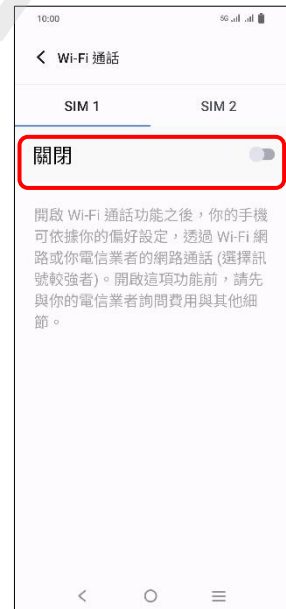 10:00
5G
Wi-Fi 通話
SIM 1
SIM 2
關閉
開啟 Wi-Fi 通話功能之後，你的手機
可依據你的偏好設定，透過 Wi-Fi 網
路或你電信業者的網路通話 (選擇訊
號較強者)。開啟這項功能前，請先
與你的電信業者詢問費用與其他細
節。